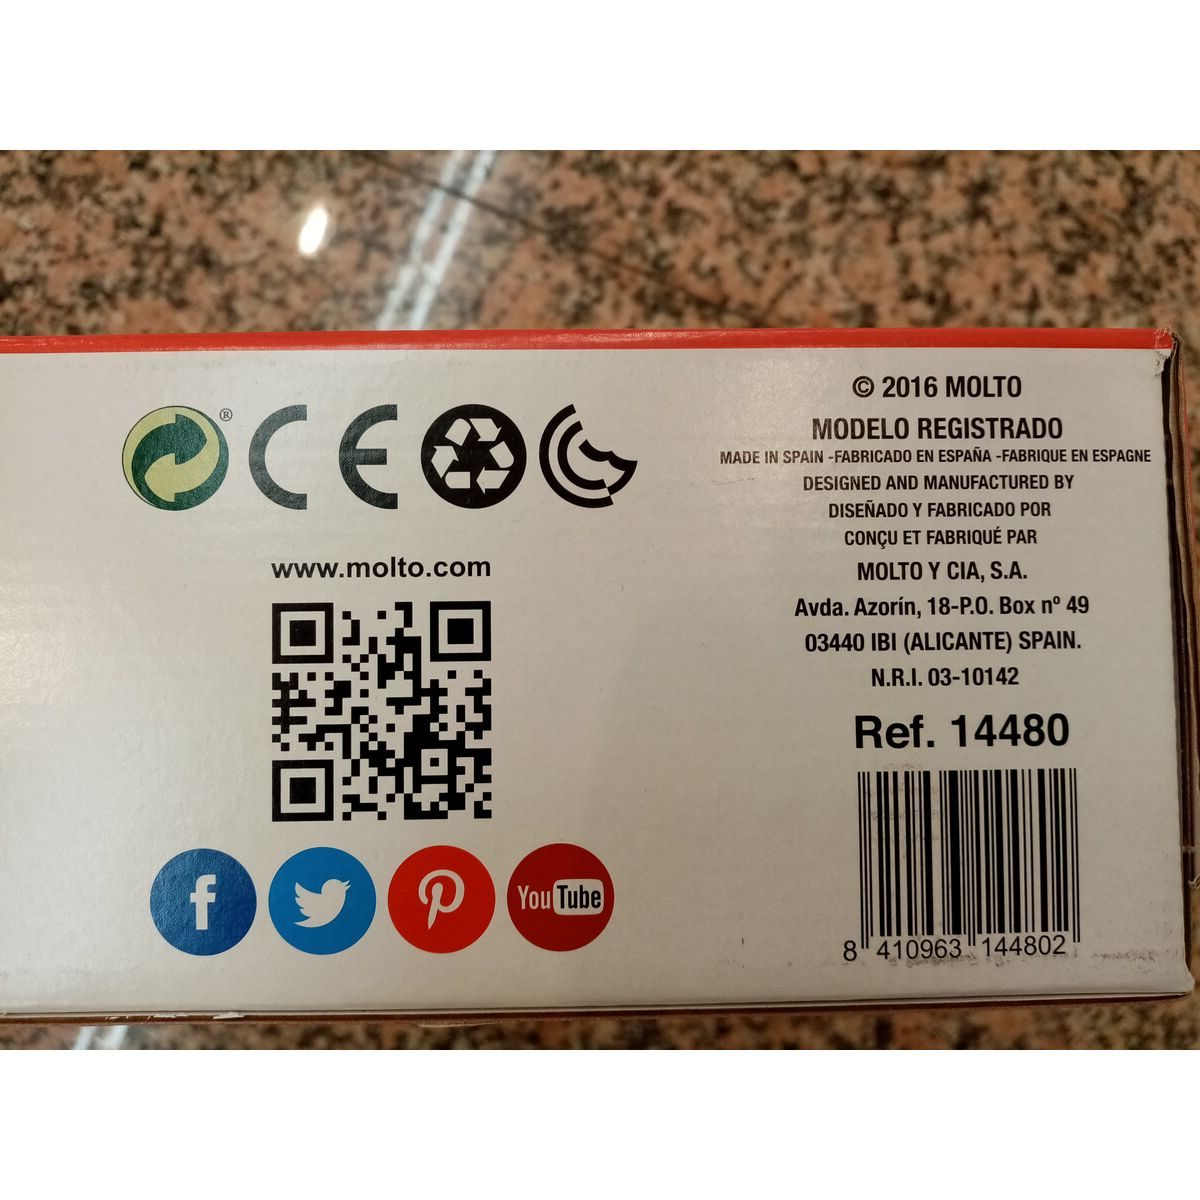 ®
CE
www.molto.com
f
You Tube
© 2016 MOLTO
MODELO REGISTRADO
MADE IN SPAIN -FABRICADO EN ESPAÑA -FABRIQUE EN ESPAGNE
DESIGNED AND MANUFACTURED BY
DISEÑADO Y FABRICADO POR
CONÇU ET FABRIQUÉ PAR
MOLTO Y CIA, S.A.
Avda. Azorín, 18-P.O. Box nº 49
03440 IBI (ALICANTE) SPAIN.
N.R.I. 03-10142
Ref. 14480
8 410963 144802